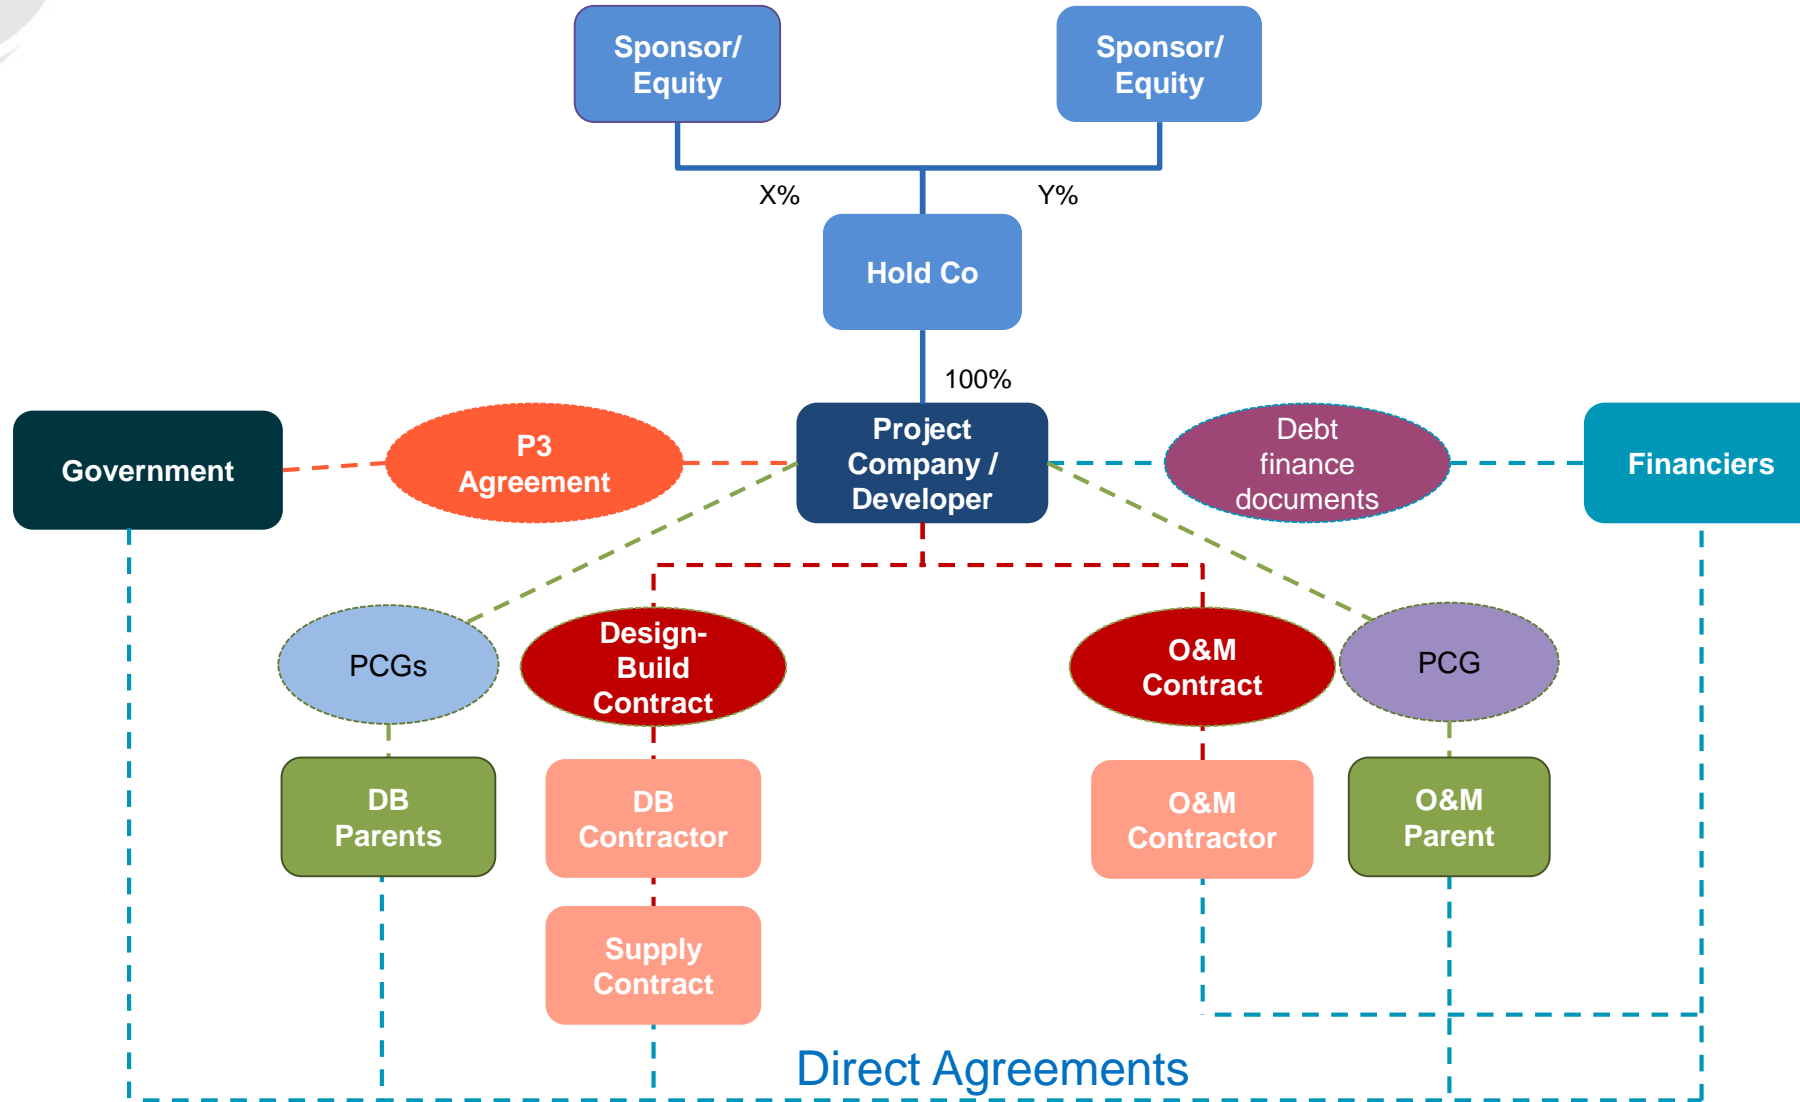 Sponsor/
Equity
Sponsor/
Equity
X%
Y%
Hold Co
100%
Government
P3
Agreement
Project
Company /
Developer
Debt
finance
documents
Financiers
PCGs
Design-
Build
Contract
O&M
Contract
PCG
DB
Parents
DB
Contractor
O&M
Contractor
O&M
Parent
Supply
Contract
Direct Agreements